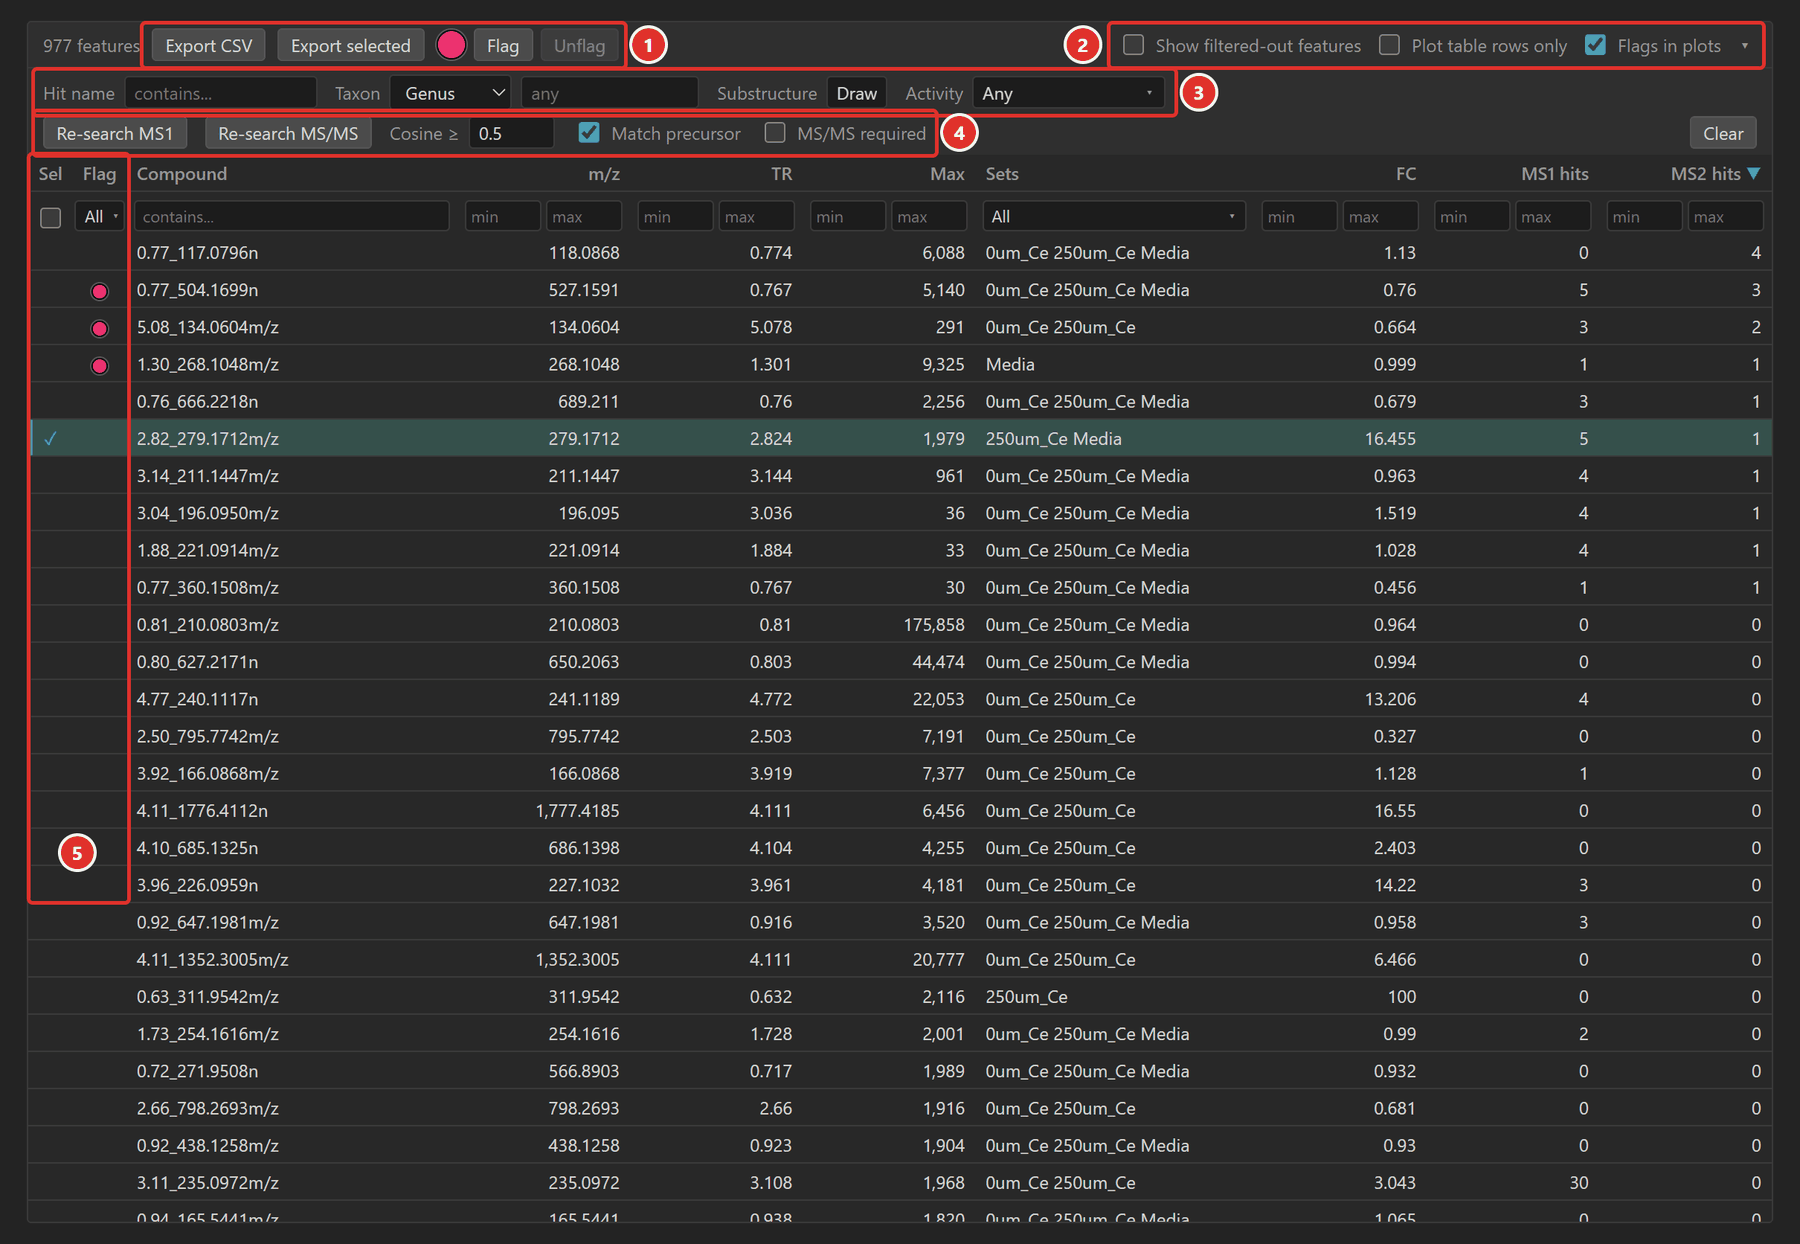 977 features Export CSV Export selected Flag Unflag 1 2 Show filtered-out features Plot table rows only Flags in plots
Hit name contains... Taxon Genus any Substructure Draw Activity Any 3
Re-search MS1 Re-search MS/MS Cosine ≥ 0.5 Match precursor MS/MS required 4 Clear
Sel Flag Compound m/z TR Max Sets FC MS1 hits MS2 hits
All contains... min max min max min max All min max min max min max
0.77_117.0796n 118.0868 0.774 6,088 0um_Ce 250um_Ce Media 1.13 0 4
0.77_504.1699n 527.1591 0.767 5,140 0um_Ce 250um_Ce Media 0.76 5 3
5.08_134.0604m/z 134.0604 5.078 291 0um_Ce 250um_Ce 0.664 3 2
1.30_268.1048m/z 268.1048 1.301 9,325 Media 0.999 1 1
0.76_666.2218n 689.211 0.76 2,256 0um_Ce 250um_Ce Media 0.679 3 1
✓ 2.82_279.1712m/z 279.1712 2.824 1,979 250um_Ce Media 16.455 5 1
3.14_211.1447m/z 211.1447 3.144 961 0um_Ce 250um_Ce Media 0.963 4 1
3.04_196.0950m/z 196.095 3.036 36 0um_Ce 250um_Ce Media 1.519 4 1
1.88_221.0914m/z 221.0914 1.884 33 0um_Ce 250um_Ce Media 1.028 4 1
0.77_360.1508m/z 360.1508 0.767 30 0um_Ce 250um_Ce Media 0.456 1 1
0.81_210.0803m/z 210.0803 0.81 175,858 0um_Ce 250um_Ce Media 0.964 0 0
0.80_627.2171n 650.2063 0.803 44,474 0um_Ce 250um_Ce Media 0.994 0 0
4.77_240.1117n 241.1189 4.772 22,053 0um_Ce 250um_Ce 13.206 4 0
2.50_795.7742m/z 795.7742 2.503 7,191 0um_Ce 250um_Ce 0.327 0 0
3.92_166.0868m/z 166.0868 3.919 7,377 0um_Ce 250um_Ce 1.128 1 0
4.11_1776.4112n 1,777.4185 4.111 6,456 0um_Ce 250um_Ce 16.55 0 0
5 4.10_685.1325n 686.1398 4.104 4,255 0um_Ce 250um_Ce 2.403 0 0
3.96_226.0959n 227.1032 3.961 4,181 0um_Ce 250um_Ce 14.22 3 0
0.92_647.1981m/z 647.1981 0.916 3,520 0um_Ce 250um_Ce Media 0.958 3 0
4.11_1352.3005m/z 1,352.3005 4.111 20,777 0um_Ce 250um_Ce 6.466 0 0
0.63_311.9542m/z 311.9542 0.632 2,116 250um_Ce 100 0 0
1.73_254.1616m/z 254.1616 1.728 2,001 0um_Ce 250um_Ce Media 0.99 2 0
0.72_271.9508n 566.8903 0.717 1,989 0um_Ce 250um_Ce Media 0.932 0 0
2.66_798.2693m/z 798.2693 2.66 1,916 0um_Ce 250um_Ce 0.681 0 0
0.92_438.1258m/z 438.1258 0.923 1,904 0um_Ce 250um_Ce Media 0.93 0 0
3.11_235.0972m/z 235.0972 3.108 1,968 0um_Ce 250um_Ce 3.043 30 0
0.94_165.5441m/z 165.5441 0.938 1,820 0um_Ce 250um_Ce Media 1.065 0 0